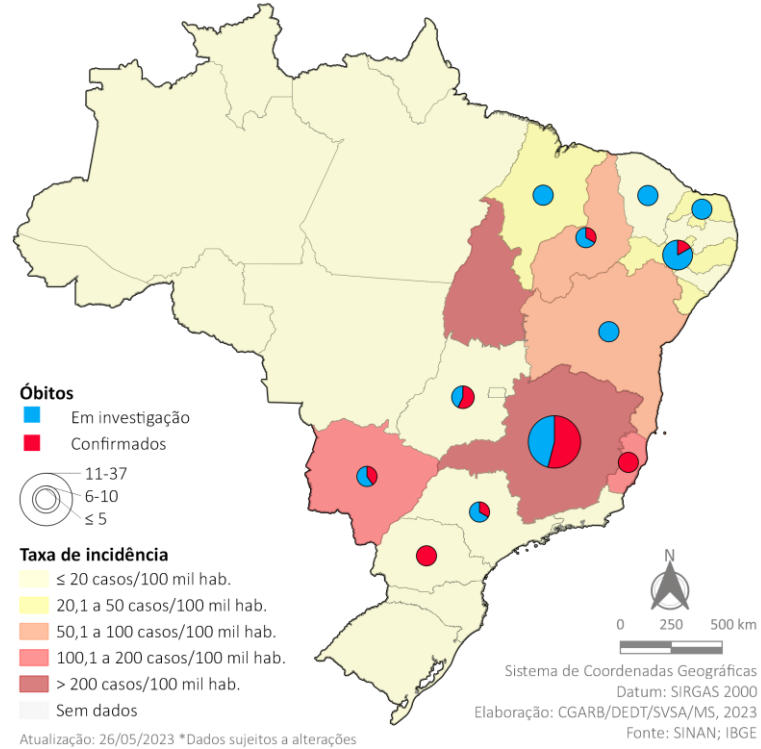 Óbitos
Em investigação
Confirmados
11-37
6-10
≤ 5
Taxa de incidência
≤ 20 casos/100 mil hab.
20,1 a 50 casos/100 mil hab.
50,1 a 100 casos/100 mil hab.
100,1 a 200 casos/100 mil hab.
> 200 casos/100 mil hab.
Sem dados
Atualização: 26/05/2023 *Dados sujeitos a alterações
N
0 250 500 km
Sistema de Coordenadas Geográficas
Datum: SIRGAS 2000
Elaboração: CGARB/DEDT/SVSA/MS, 2023
Fonte: SINAN; IBGE